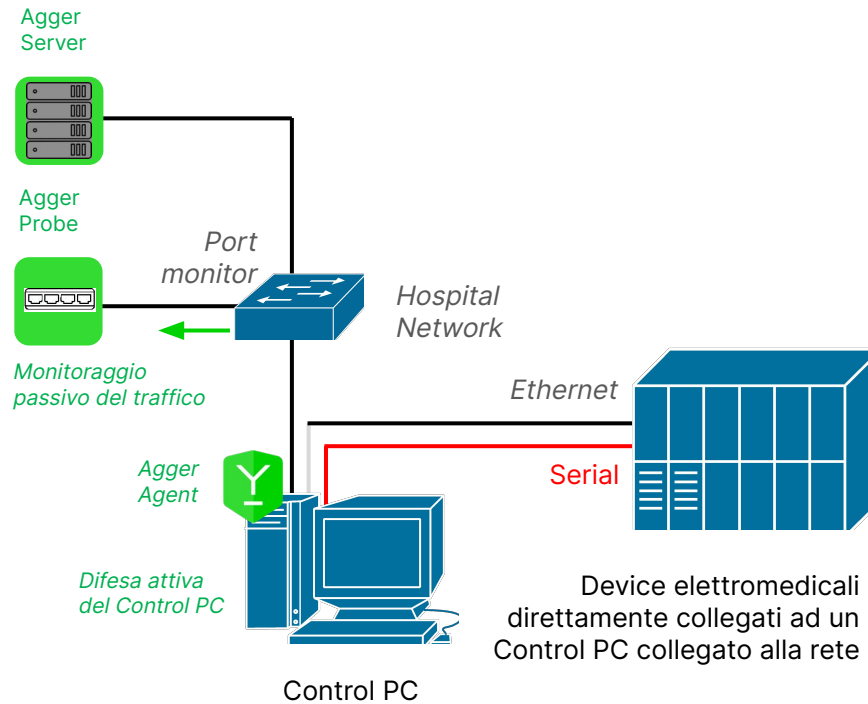 Agger
Server
Agger
Probe
Port
monitor
Hospital
Network
Monitoraggio
passivo del traffico
Ethernet
Serial
Agger
Agent
Difesa attiva
del Control PC
Device elettromedicali
direttamente collegati ad un
Control PC collegato alla rete
Control PC